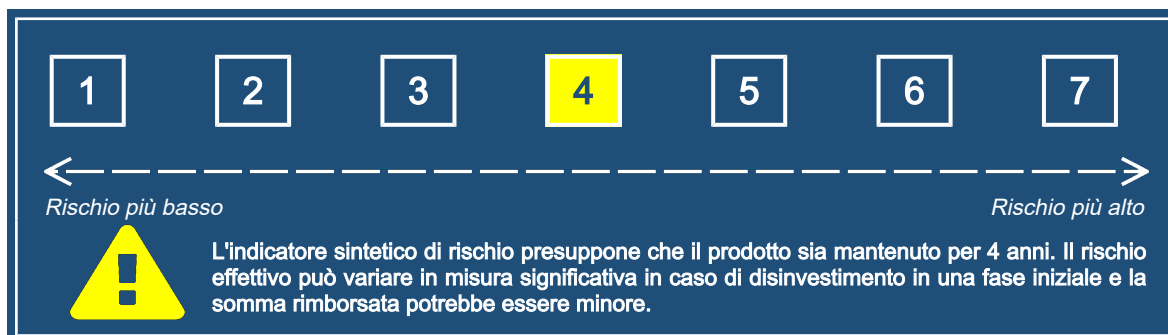 1 2 3 4 5 6 7
Rischio più basso Rischio più alto
L'indicatore sintetico di rischio presuppone che il prodotto sia mantenuto per 4 anni. Il rischio
effettivo può variare in misura significativa in caso di disinvestimento in una fase iniziale e la
somma rimborsata potrebbe essere minore.